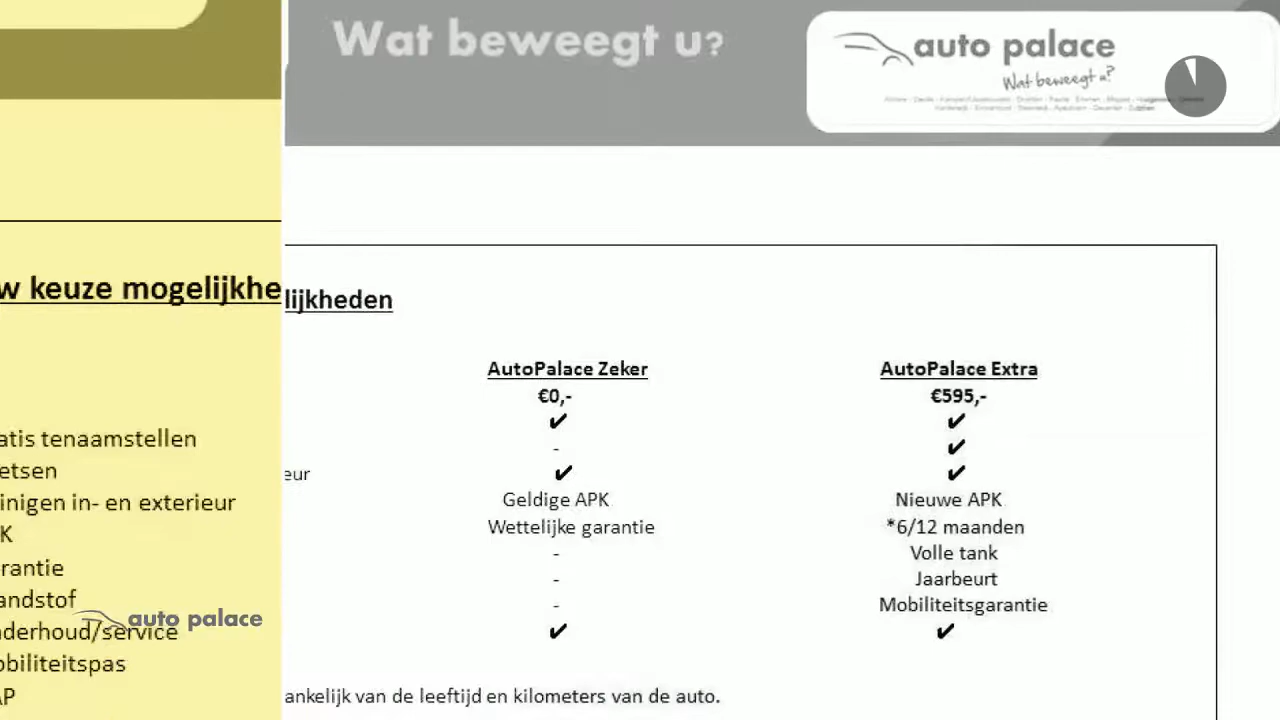 Wat beweegt u?
auto palace
Wat beweegt u?
w keuze mogelijkhe
lijkheden
AutoPalace Zeker
AutoPalace Extra
€0,-
€595,-
✔
✔
-
✔
atis tenaamstellen
etsen
eur
✔
✔
inigen in- en exterieur
Geldige APK
Nieuwe APK
K
Wettelijke garantie
*6/12 maanden
rantie
-
Volle tank
-
Jaarbeurt
andstof
-
Mobiliteitsgarantie
auto palace
nderhoud/service
✔
✔
obiliteitspas
AP
ankelijk van de leeftijd en kilometers van de auto.